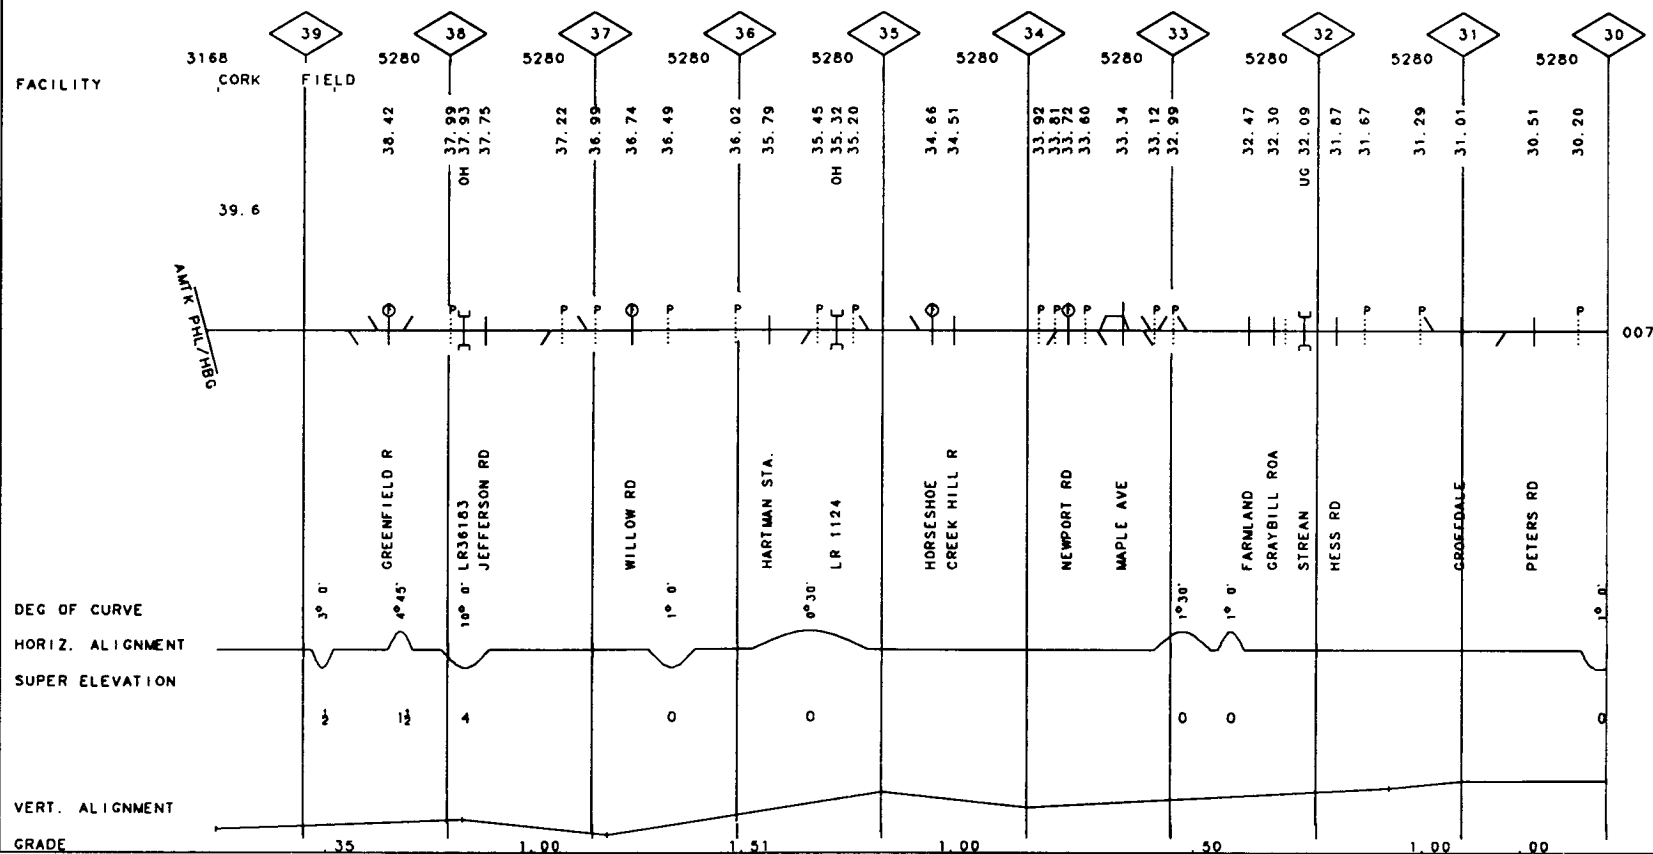 39 38 37 36 35 34 33 32 31 30
3168 5280 5280 5280 5280 5280 5280 5280 5280 5280
FACILITY CORK FIELD
38.42 37.99 OH 37.93 37.75 37.22 36.99 36.74 36.49 36.02 35.79 35.45 OH 35.32 35.20 34.66 34.51 33.92 33.81 33.72 33.60 33.34 33.12 32.99 32.47 32.30 UG 32.09 31.87 31.67 31.29 31.01 30.51 30.20
39.6
AMTK PHL/HBG
P P P P P P P P P P P P P P P P P P P
007
GREENFIELD R
LR36183
JEFFERSON RD
WILLOW RD
HARTMAN STA.
LR 1124
HORSESHOE
CREEK HILL R
NEWPORT RD
MAPLE AVE
FARMLAND
GRAYBILL ROA
STREAN
HESS RD
GROFFDALE
PETERS RD
DEG OF CURVE 3° 0' 4°45' 10° 0' 1° 0' 0°30' 1°30' 1° 0' 1° 0'
HORIZ. ALIGNMENT
SUPER ELEVATION
½ 1½ 4 0 0 0 0 0
VERT. ALIGNMENT
GRADE .35 1.00 1.51 1.00 .50 1.00 .00